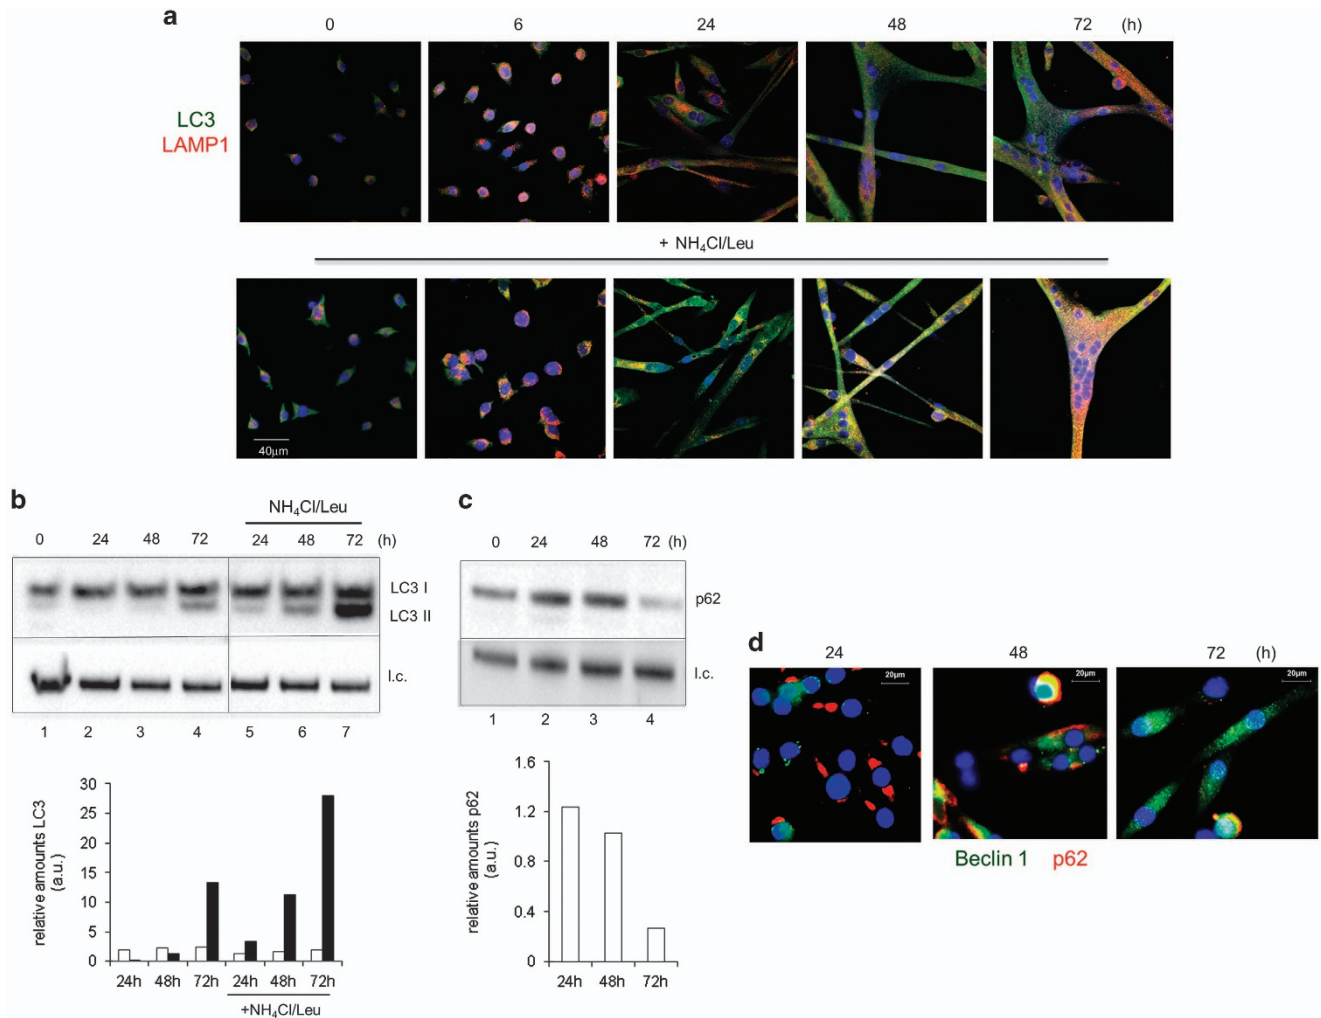 a
0 6 24 48 72 (h)
LC3
LAMP1
+ NH₄Cl/Leu
40µm
b
NH₄Cl/Leu
0 24 48 72 24 48 72 (h)
LC3 I
LC3 II
l.c.
1 2 3 4 5 6 7
relative amounts LC3
(a.u.)
30
25
20
15
10
5
0
24h 48h 72h 24h 48h 72h
+NH₄Cl/Leu
c
0 24 48 72 (h)
p62
l.c.
1 2 3 4
relative amounts p62
(a.u.)
1.6
1.2
0.8
0.4
0
24h 48h 72h
d
24 48 72 (h)
20µm 20µm 20µm
Beclin 1 p62